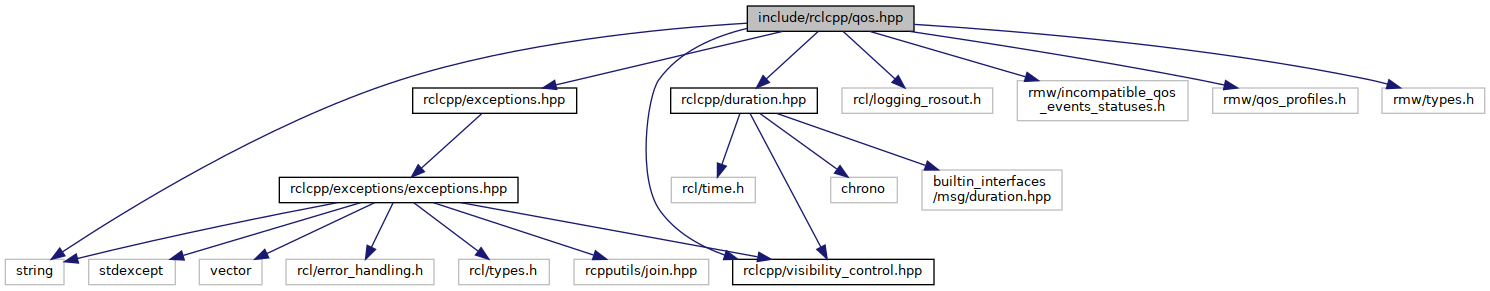 include/rclcpp/qos.hpp
rclcpp/exceptions.hpp
rclcpp/duration.hpp
rcl/logging_rosout.h
rmw/incompatible_qos
_events_statuses.h
rmw/qos_profiles.h
rmw/types.h
rclcpp/exceptions/exceptions.hpp
rcl/time.h
chrono
builtin_interfaces
/msg/duration.hpp
string
stdexcept
vector
rcl/error_handling.h
rcl/types.h
rcpputils/join.hpp
rclcpp/visibility_control.hpp